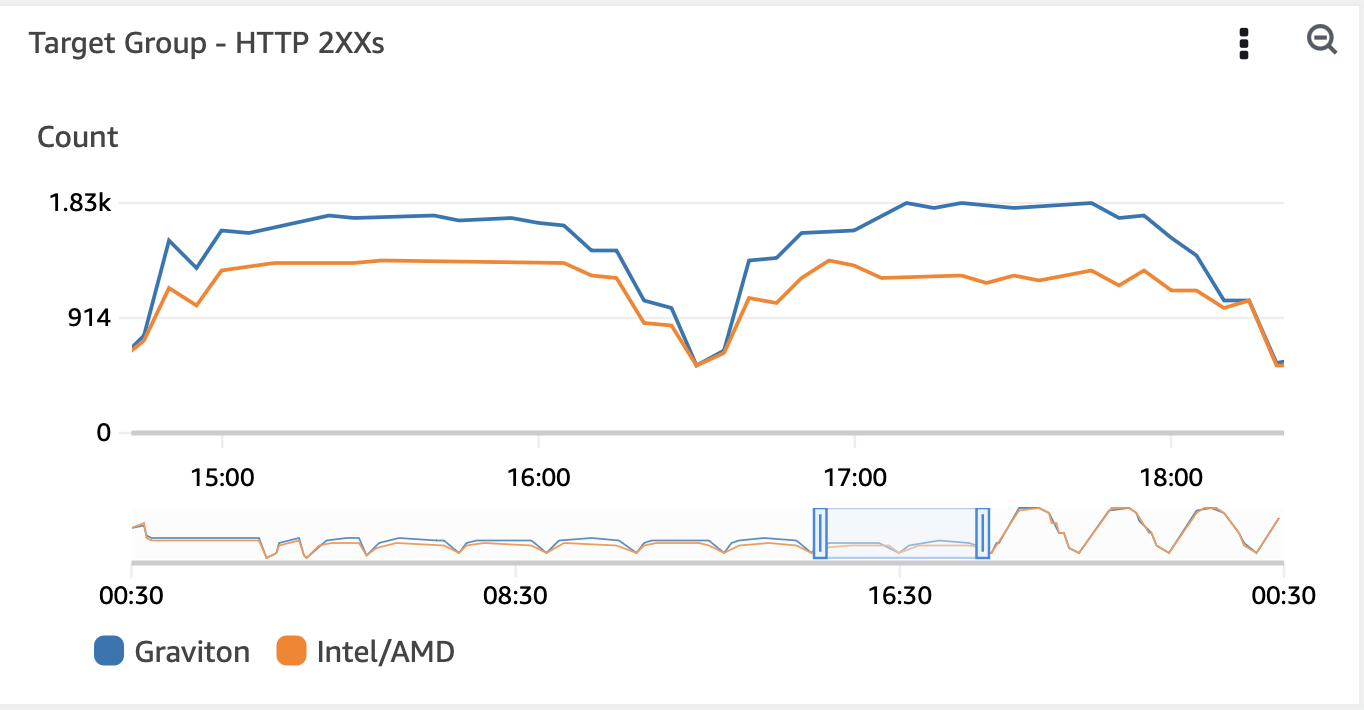 Target Group - HTTP 2XXs
Count
1.83k
914
0
15:00 16:00 17:00 18:00
00:30 08:30 16:30 00:30
Graviton Intel/AMD